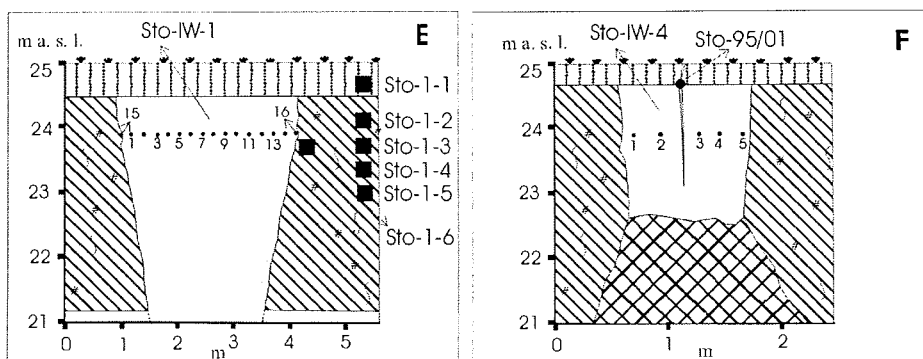 Sto-IW-1
E
m a. s. l.
25
24
23
22
21
15
16
1 3 5 7 9 11 13
Sto-1-1
Sto-1-2
Sto-1-3
Sto-1-4
Sto-1-5
Sto-1-6
0 1 2 3 4 5
m
Sto-IW-4
Sto-95/01
F
m a. s. l.
25
24
23
22
21
1 2 3 4 5
0 1 2
m